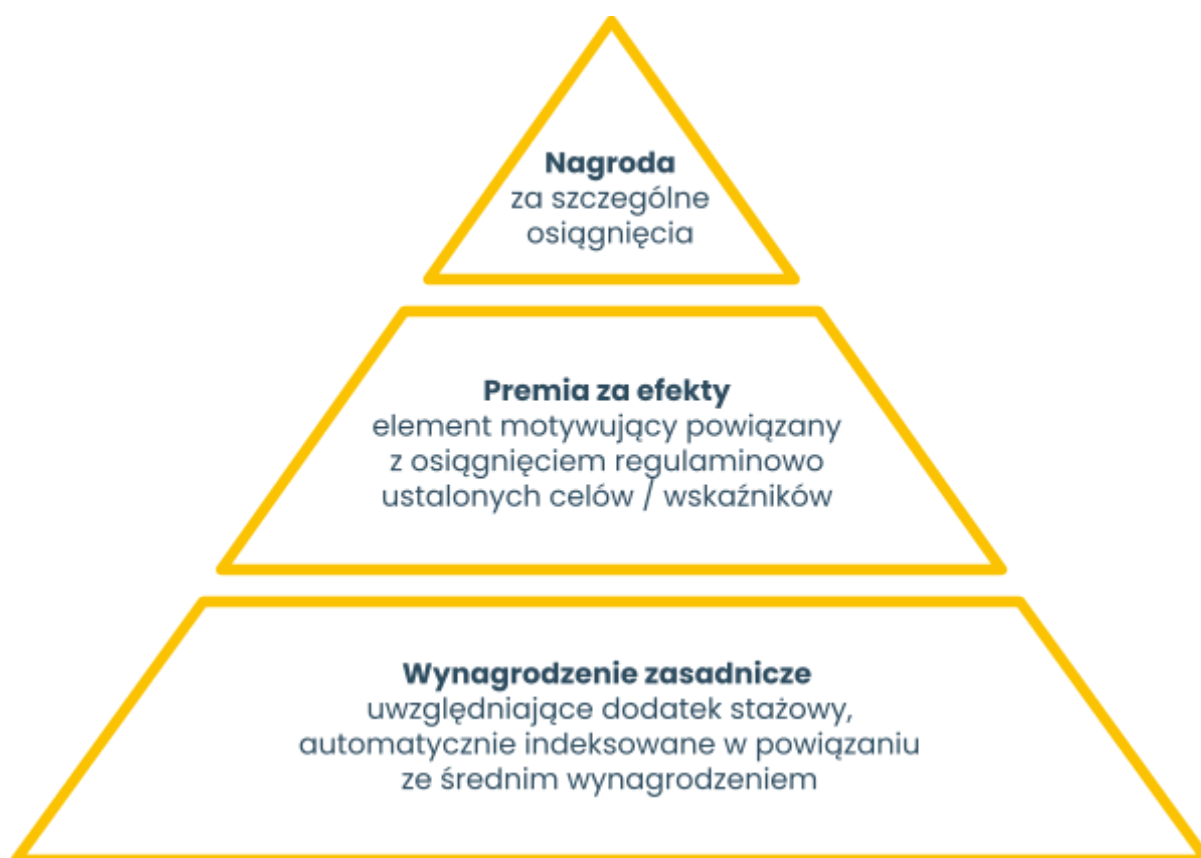 Nagroda
za szczególne
osiągnięcia
Premia za efekty
element motywujący powiązany
z osiągnięciem regulaminowo
ustalonych celów / wskaźników
Wynagrodzenie zasadnicze
uwzględniające dodatek stażowy,
automatycznie indeksowane w powiązaniu
ze średnim wynagrodzeniem